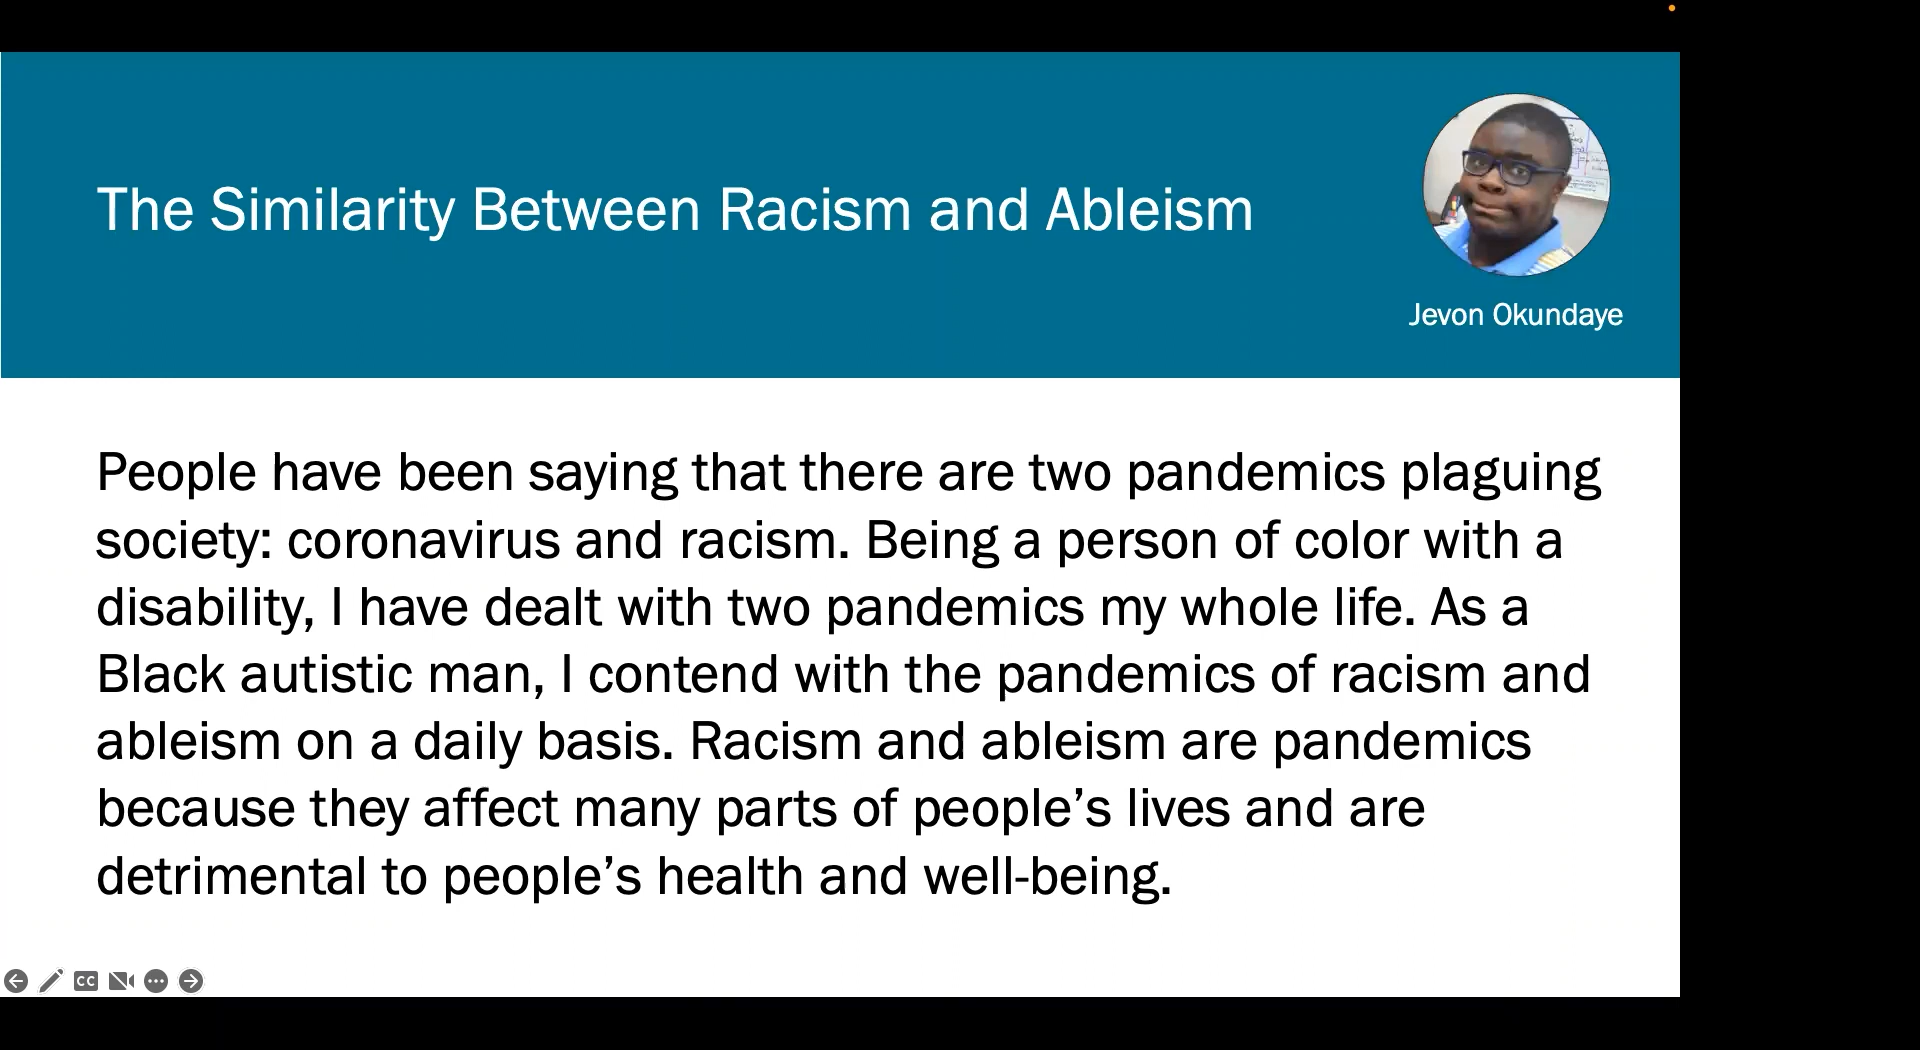 The Similarity Between Racism and Ableism
Jevon Okundaye
People have been saying that there are two pandemics plaguing
society: coronavirus and racism. Being a person of color with a
disability, I have dealt with two pandemics my whole life. As a
Black autistic man, I contend with the pandemics of racism and
ableism on a daily basis. Racism and ableism are pandemics
because they affect many parts of people’s lives and are
detrimental to people’s health and well-being.
CC